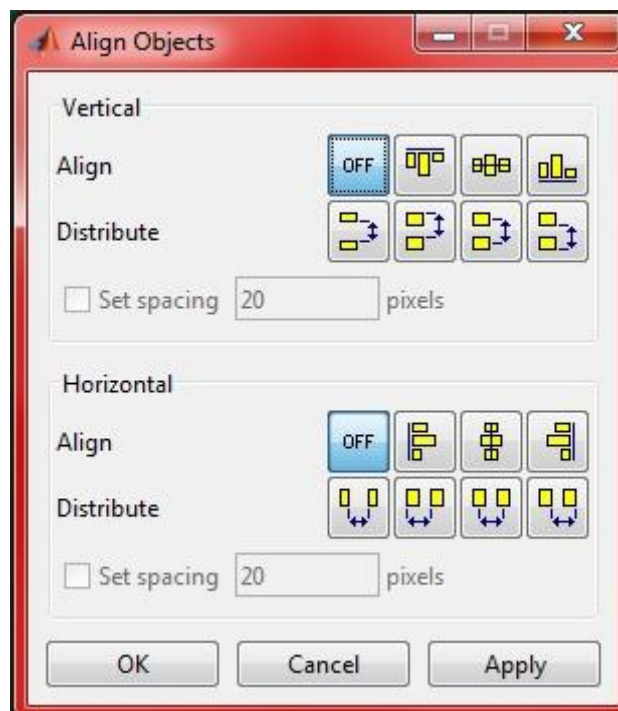 Align Objects
Vertical
Align OFF
Distribute
Set spacing 20 pixels
Horizontal
Align OFF
Distribute
Set spacing 20 pixels
OK Cancel Apply